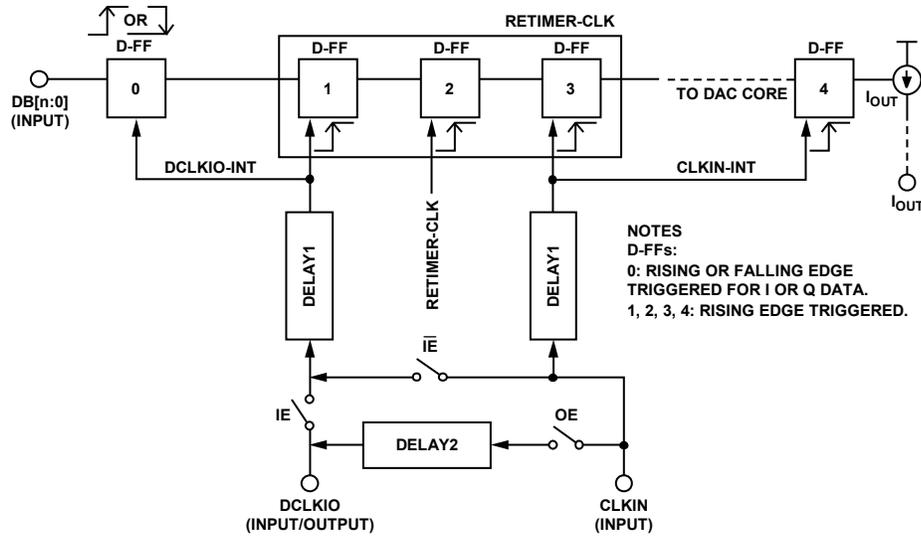 OR
RETIMER-CLK
D-FF
D-FF
D-FF
D-FF
D-FF
0
1
2
3
4
DB[n:0]
(INPUT)
TO DAC CORE
IOUT
DCLKIO-INT
CLKIN-INT
IOUT
DELAY1
RETIMER-CLK
DELAY1
NOTES
D-FFs:
0: RISING OR FALLING EDGE
TRIGGERED FOR I OR Q DATA.
1, 2, 3, 4: RISING EDGE TRIGGERED.
IE
IE
OE
DELAY2
DCLKIO
(INPUT/OUTPUT)
CLKIN
(INPUT)